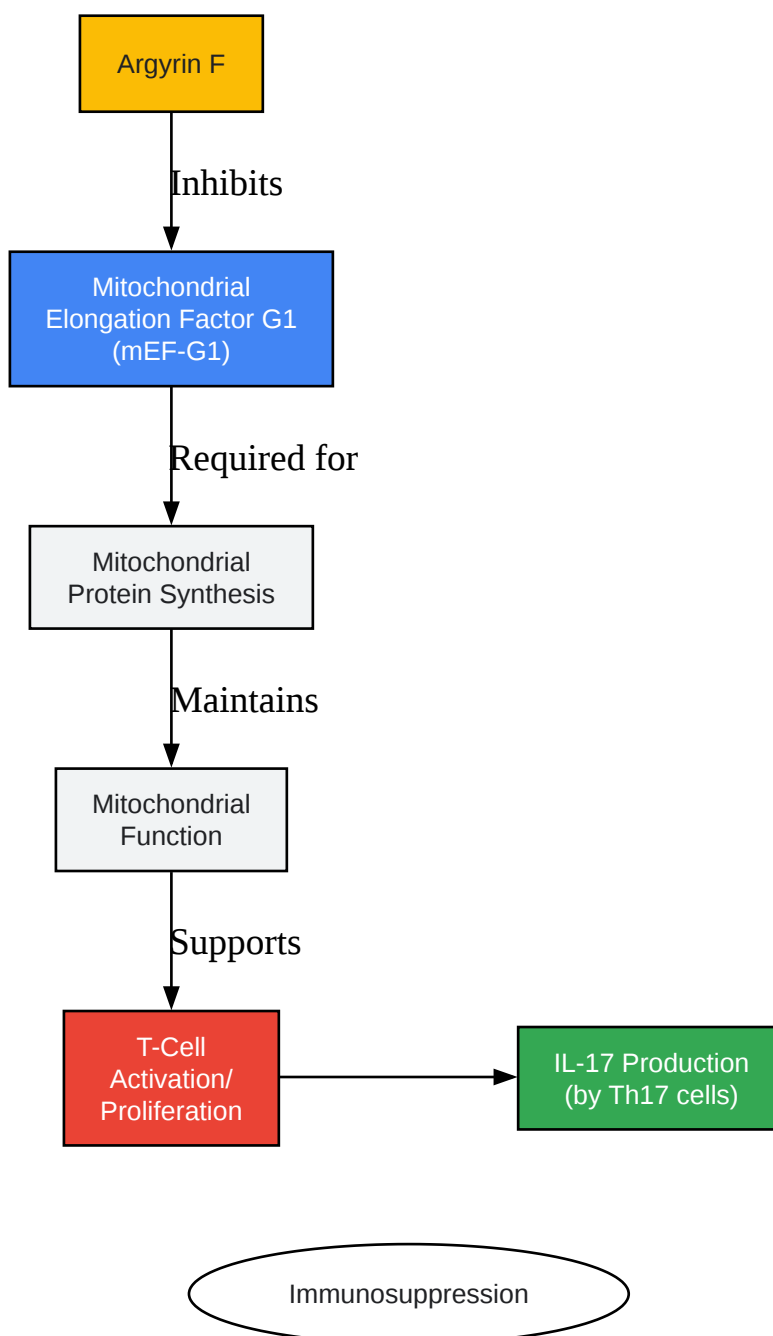 Argyrin F
Inhibits
Mitochondrial
Elongation Factor G1
(mEF-G1)
Required for
Mitochondrial
Protein Synthesis
Maintains
Mitochondrial
Function
Supports
T-Cell
Activation/
Proliferation
IL-17 Production
(by Th17 cells)
Immunosuppression